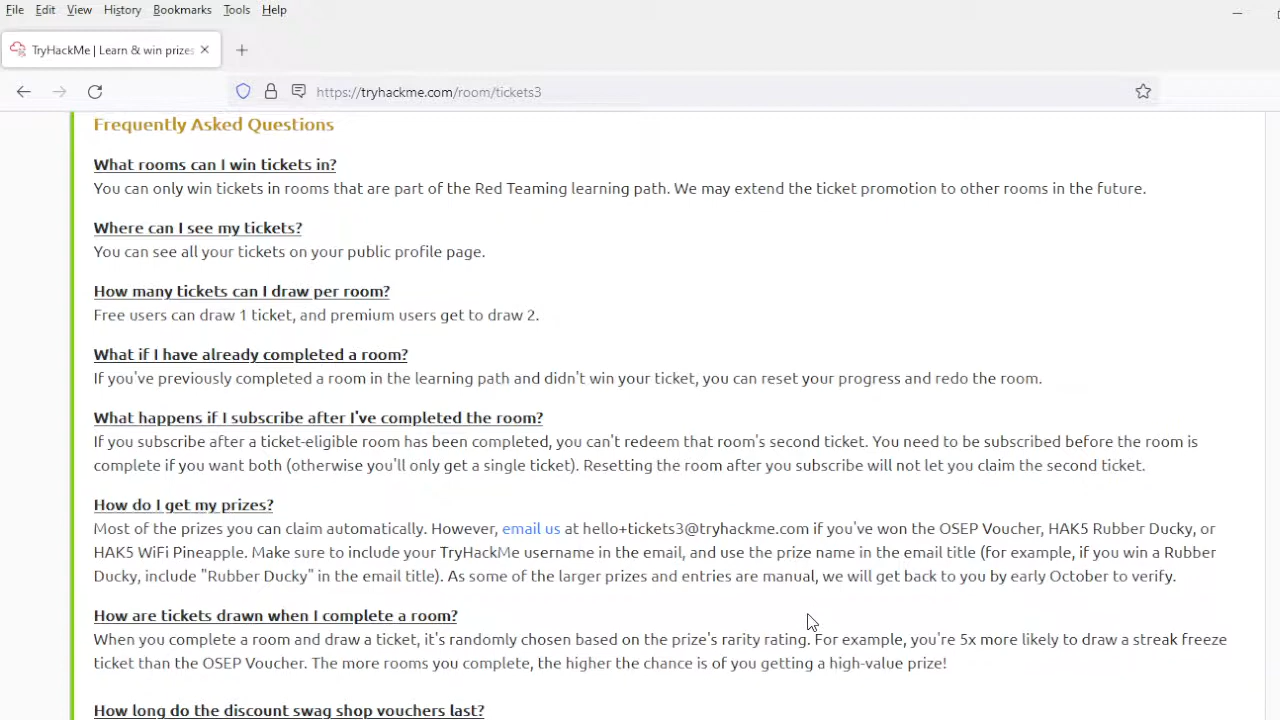 File Edit View History Bookmarks Tools Help
TryHackMe | Learn & win prizes
https://tryhackme.com/room/tickets3
Frequently Asked Questions
What rooms can I win tickets in?
You can only win tickets in rooms that are part of the Red Teaming learning path. We may extend the ticket promotion to other rooms in the future.
Where can I see my tickets?
You can see all your tickets on your public profile page.
How many tickets can I draw per room?
Free users can draw 1 ticket, and premium users get to draw 2.
What if I have already completed a room?
If you've previously completed a room in the learning path and didn't win your ticket, you can reset your progress and redo the room.
What happens if I subscribe after I've completed the room?
If you subscribe after a ticket-eligible room has been completed, you can't redeem that room's second ticket. You need to be subscribed before the room is
complete if you want both (otherwise you'll only get a single ticket). Resetting the room after you subscribe will not let you claim the second ticket.
How do I get my prizes?
Most of the prizes you can claim automatically. However, email us at hello+tickets3@tryhackme.com if you've won the OSEP Voucher, HAK5 Rubber Ducky, or
HAK5 WiFi Pineapple. Make sure to include your TryHackMe username in the email, and use the prize name in the email title (for example, if you win a Rubber
Ducky, include "Rubber Ducky" in the email title). As some of the larger prizes and entries are manual, we will get back to you by early October to verify.
How are tickets drawn when I complete a room?
When you complete a room and draw a ticket, it's randomly chosen based on the prize's rarity rating. For example, you're 5x more likely to draw a streak freeze
ticket than the OSEP Voucher. The more rooms you complete, the higher the chance is of you getting a high-value prize!
How long do the discount swag shop vouchers last?